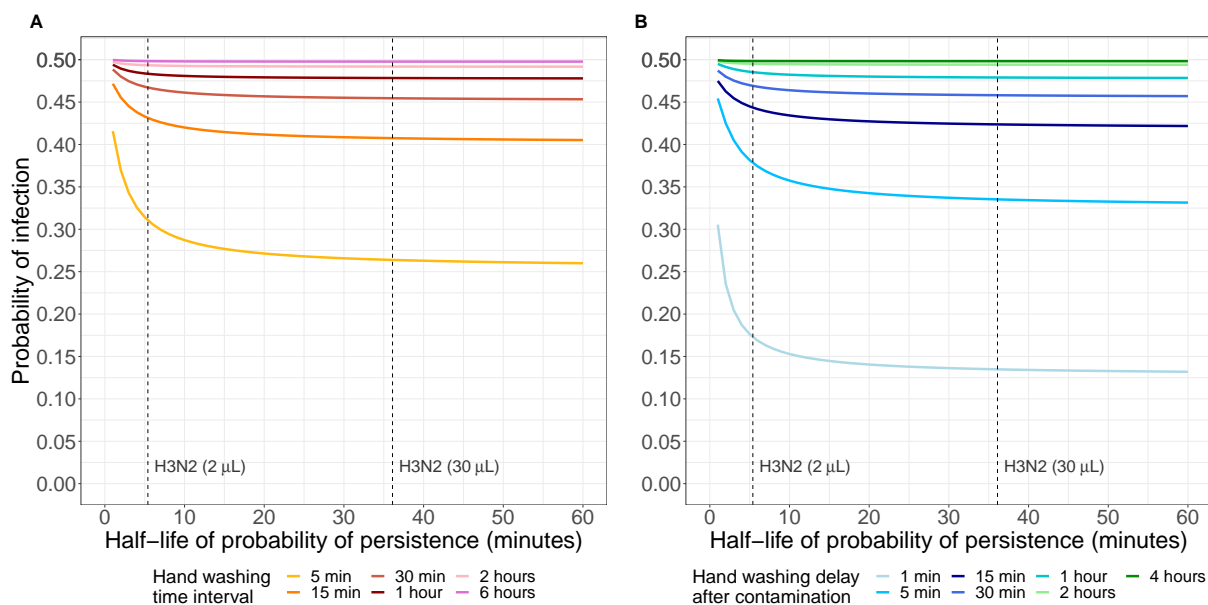 A
Probability of infection
0.50
0.45
0.40
0.35
0.30
0.25
0.20
0.15
0.10
0.05
0.00
H3N2 (2 μL)
H3N2 (30 μL)
0 10 20 30 40 50 60
Half−life of probability of persistence (minutes)
Hand washing
time interval
5 min 30 min 2 hours
15 min 1 hour 6 hours
B
0.50
0.45
0.40
0.35
0.30
0.25
0.20
0.15
0.10
0.05
0.00
H3N2 (2 μL)
H3N2 (30 μL)
0 10 20 30 40 50 60
Half−life of probability of persistence (minutes)
Hand washing delay
after contamination
1 min 15 min 1 hour 4 hours
5 min 30 min 2 hours